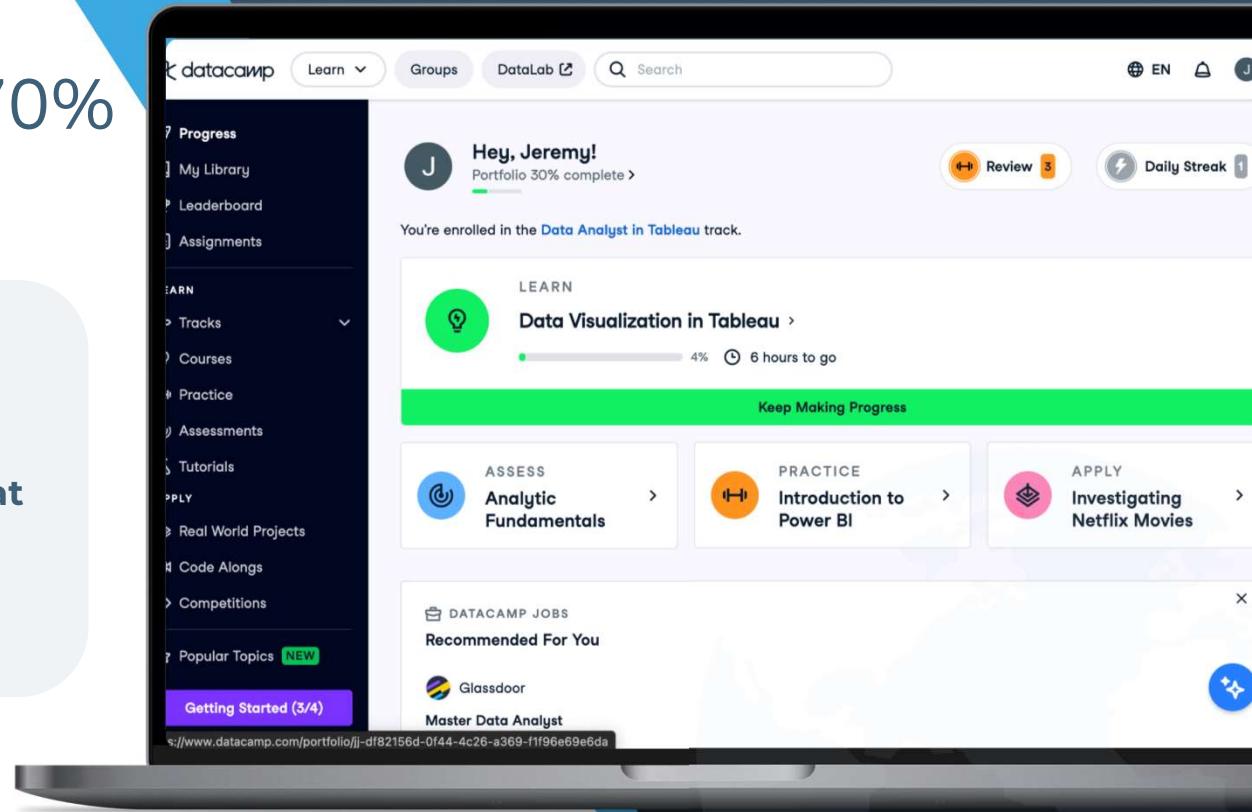 70%
at
datacamp
Learn
Groups
DataLab
Search
EN
J
Progress
My Library
Leaderboard
Assignments
EARN
Tracks
Courses
Practice
Assessments
Tutorials
PPLY
Real World Projects
Code Alongs
Competitions
Popular Topics NEW
Getting Started (3/4)
J
Hey, Jeremy!
Portfolio 30% complete >
Review 3
Daily Streak 1
You're enrolled in the Data Analyst in Tableau track.
LEARN
Data Visualization in Tableau >
4% 6 hours to go
Keep Making Progress
ASSESS
Analytic
Fundamentals
PRACTICE
Introduction to
Power BI
APPLY
Investigating
Netflix Movies
DATACAMP JOBS
Recommended For You
Glassdoor
Master Data Analyst
s://www.datacamp.com/portfolio/jj-df82156d-0f44-4c26-a369-f1f96e69e6da